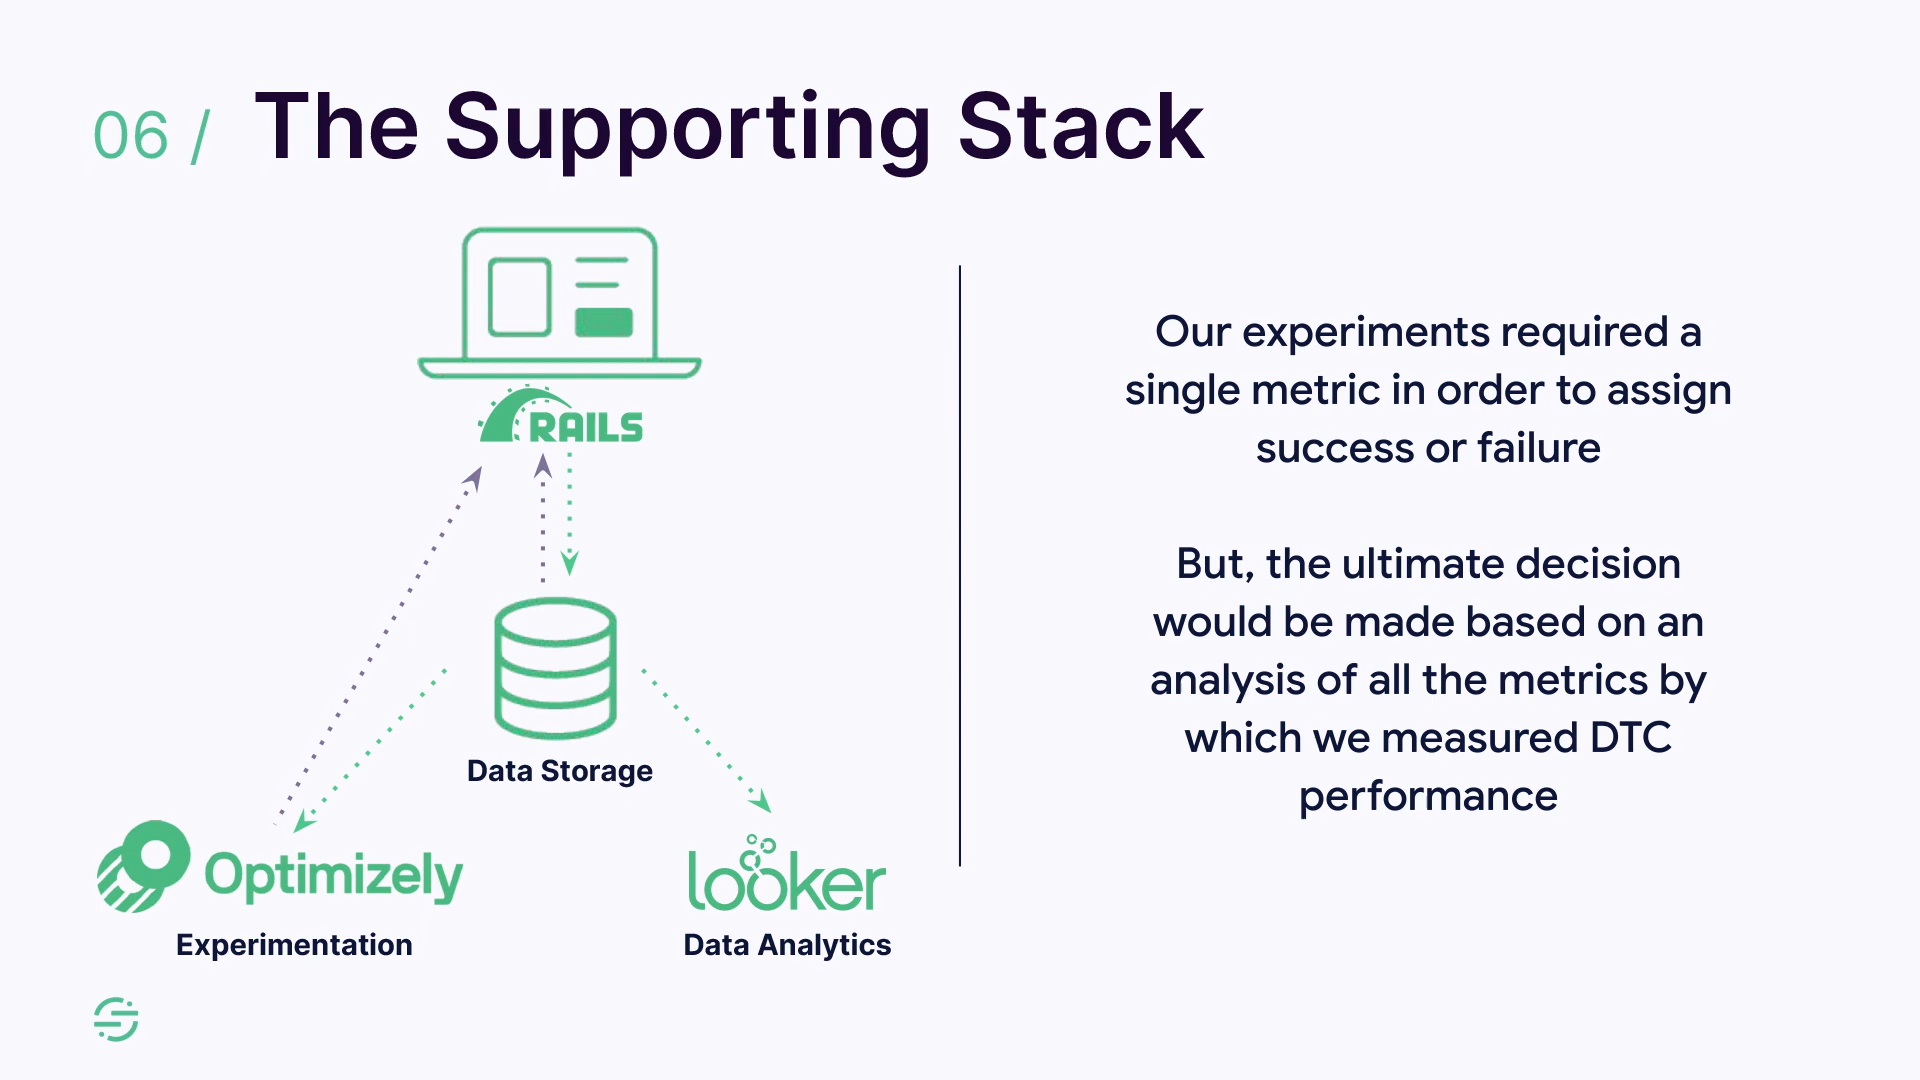 06 / The Supporting Stack
RAILS
Data Storage
Optimizely
Experimentation
looker
Data Analytics
Our experiments required a
single metric in order to assign
success or failure
But, the ultimate decision
would be made based on an
analysis of all the metrics by
which we measured DTC
performance